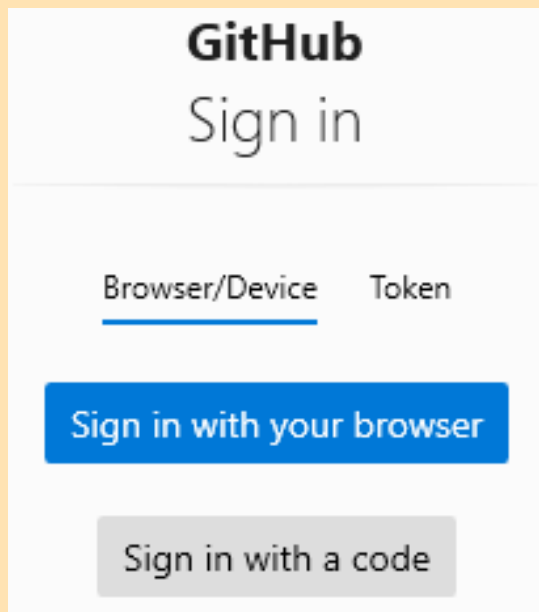 GitHub
Sign in
Browser/Device Token
Sign in with your browser
Sign in with a code